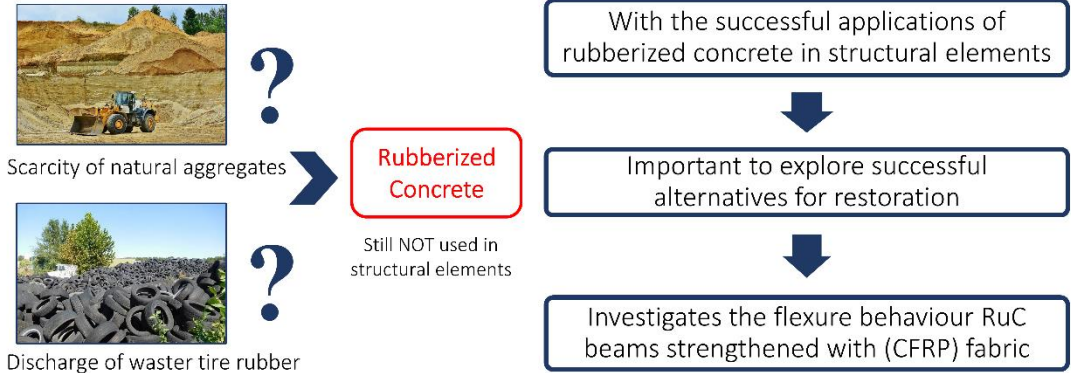 ?
Scarcity of natural aggregates
?
Discharge of waster tire rubber
Rubberized
Concrete
Still NOT used in
structural elements
With the successful applications of
rubberized concrete in structural elements
Important to explore successful
alternatives for restoration
Investigates the flexure behaviour RuC
beams strengthened with (CFRP) fabric